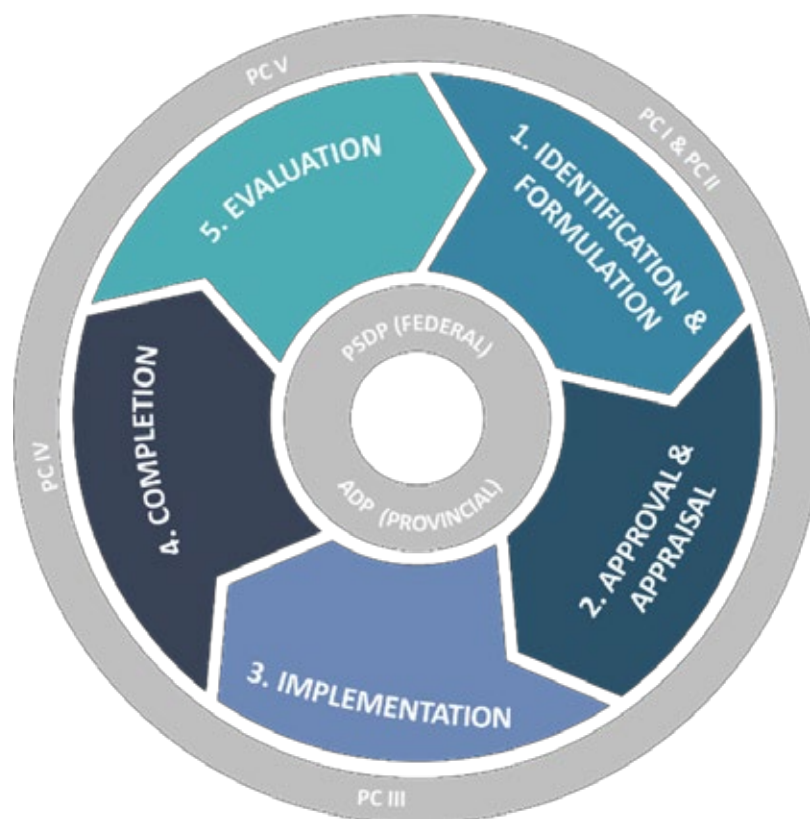 PC V
PC I & PC II
1. IDENTIFICATION &
FORMULATION
2. APPROVAL &
APPRAISAL
3. IMPLEMENTATION
PC III
4. COMPLETION
PC IV
5. EVALUATION
PSDP (FEDERAL)
ADP (PROVINCIAL)